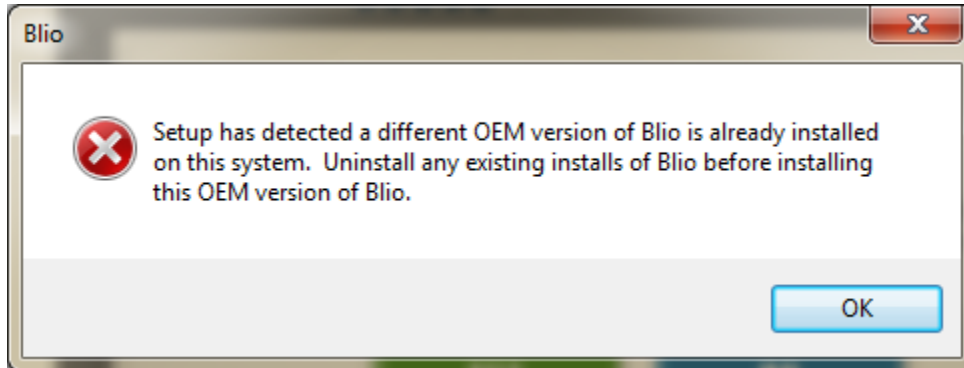 Blio
Setup has detected a different OEM version of Blio is already installed
on this system.  Uninstall any existing installs of Blio before installing
this OEM version of Blio.
OK